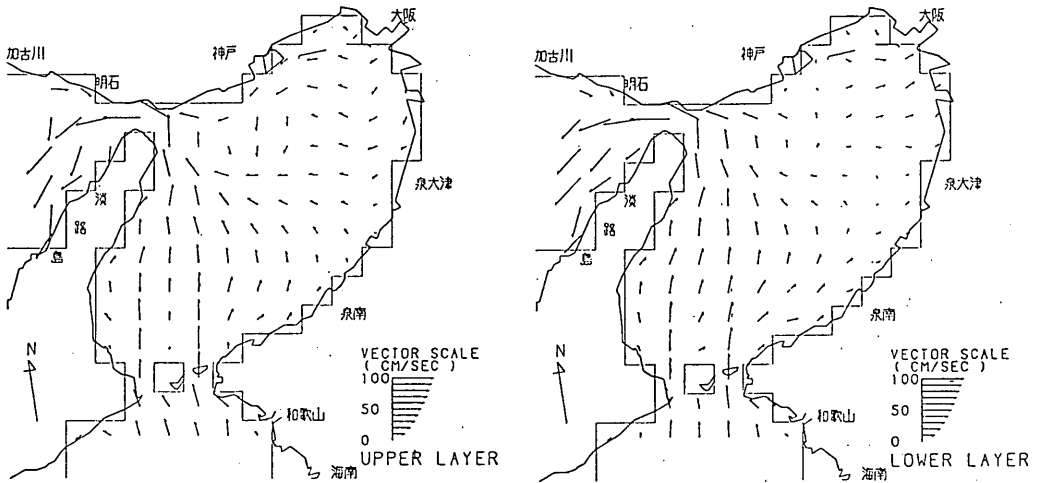 大阪
神戸
加古川
明石
泉大津
淡
路
島
泉南
N
VECTOR SCALE
( CM/SEC )
100
50
0
和歌山
UPPER LAYER
海南
大阪
神戸
加古川
明石
泉大津
淡
路
島
泉南
N
VECTOR SCALE
( CM/SEC )
100
50
0
和歌山
LOWER LAYER
海南